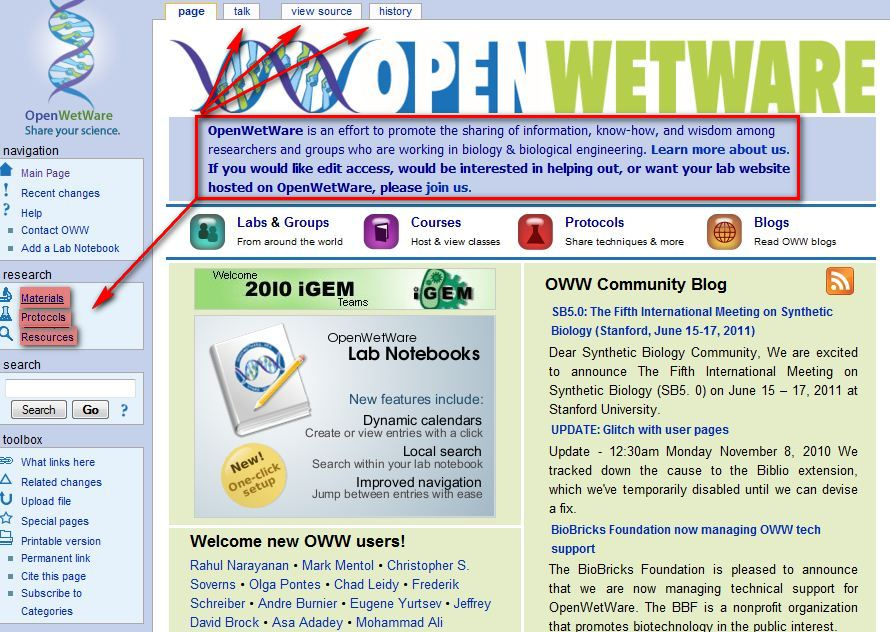 page
talk
view source
history
OpenWetWare
Share your science.
navigation
Main Page
Recent changes
Help
Contact OWW
Add a Lab Notebook
research
Materials
Protocols
Resources
search
Search
Go
?
toolbox
What links here
Related changes
Upload file
Special pages
Printable version
Permanent link
Cite this page
Subscribe to
Categories
OPEN WETWARE
OpenWetWare is an effort to promote the sharing of information, know-how, and wisdom among
researchers and groups who are working in biology & biological engineering. Learn more about us.
If you would like edit access, would be interested in helping out, or want your lab website
hosted on OpenWetWare, please join us.
Labs & Groups
From around the world
Courses
Host & view classes
Protocols
Share techniques & more
Blogs
Read OWW blogs
Welcome
2010 iGEM
Teams
iGEM
OpenWetWare
Lab Notebooks
New features include:
Dynamic calendars
Create or view entries with a click
Local search
Search within your lab notebook
Improved navigation
Jump between entries with ease
New!
One-click
setup
Welcome new OWW users!
Rahul Narayanan • Mark Mentol • Christopher S.
Soverns • Olga Pontes • Chad Leidy • Frederik
Schreiber • Andre Burnier • Eugene Yurtsev • Jeffrey
David Brock • Asa Adadey • Mohammad Ali
OWW Community Blog
SB5.0: The Fifth International Meeting on Synthetic
Biology (Stanford, June 15-17, 2011)
Dear Synthetic Biology Community, We are excited
to announce The Fifth International Meeting on
Synthetic Biology (SB5. 0) on June 15 – 17, 2011 at
Stanford University.
UPDATE: Glitch with user pages
Update - 12:30am Monday November 8, 2010 We
tracked down the cause to the Biblio extension,
which we've temporarily disabled until we can devise
a fix.
BioBricks Foundation now managing OWW tech
support
The BioBricks Foundation is pleased to announce
that we are now managing technical support for
OpenWetWare. The BBF is a nonprofit organization
that promotes biotechnology in the public interest.